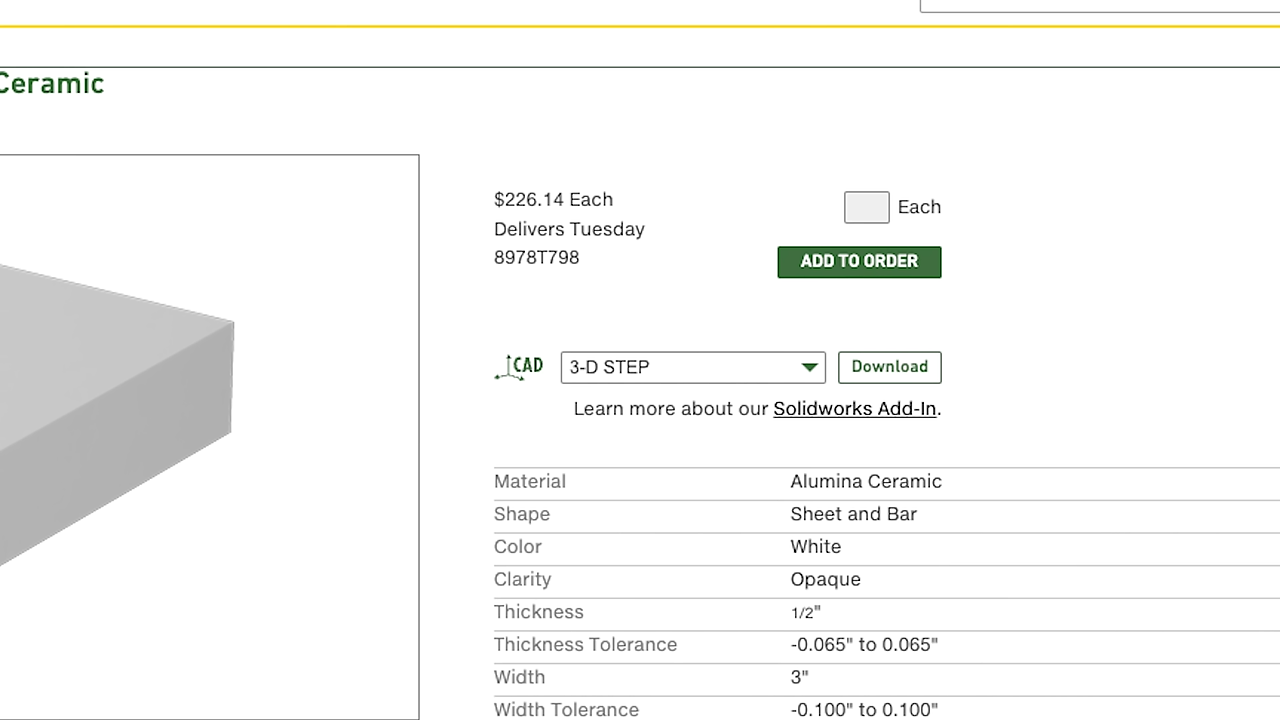 Ceramic
$226.14 Each
Delivers Tuesday
8978T798
Each
ADD TO ORDER
CAD
3-D STEP
Download
Learn more about our Solidworks Add-In.
Material Alumina Ceramic
Shape Sheet and Bar
Color White
Clarity Opaque
Thickness 1/2"
Thickness Tolerance -0.065" to 0.065"
Width 3"
Width Tolerance -0.100" to 0.100"